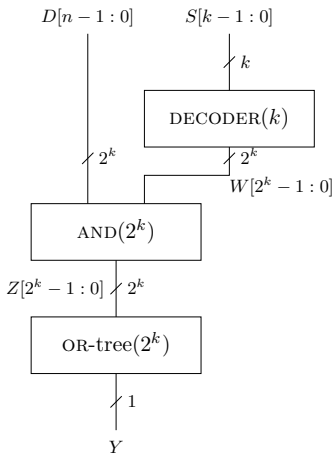 D[n − 1 : 0] S[k − 1 : 0]
k
DECODER(k)
2^k 2^k
W[2^k − 1 : 0]
AND(2^k)
Z[2^k − 1 : 0] 2^k
OR-tree(2^k)
1
Y